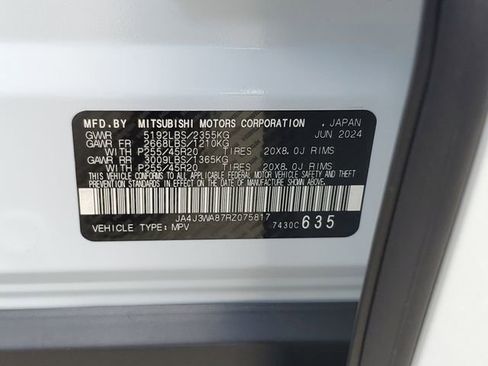 MFD.BY MITSUBISHI MOTORS CORPORATION , JAPAN
GVWR 5192LBS/2355KG JUN 2024
GAWR FR 2668LBS/1210KG
WITH P255/45R20 TIRES 20X8.0J RIMS
GAWR RR 3009LBS/1365KG
WITH P255/45R20 TIRES 20X8.0J RIMS
THIS VEHICLE CONFORMS TO ALL APPLICABLE FEDERAL MOTOR VEHICLE SAFETY AND
THEFT PREVENTION STANDARDS IN EFFECT ON THE DATE OF MANUFACTURE SHOWN ABOVE.
JA4J3WA87RZ075817
VEHICLE TYPE: MPV 7430C 635